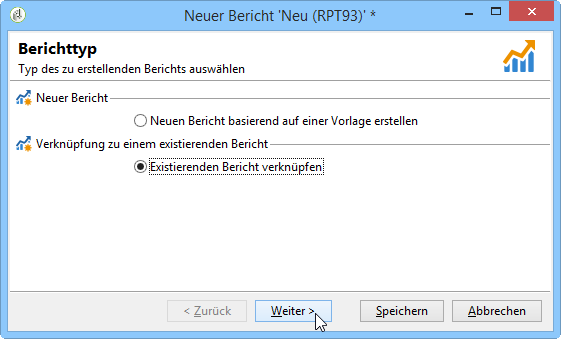 Neuer Bericht 'Neu (RPT93)' *
Berichttyp
Typ des zu erstellenden Berichts auswählen
Neuer Bericht
Neuen Bericht basierend auf einer Vorlage erstellen
Verknüpfung zu einem existierenden Bericht
Existierenden Bericht verknüpfen
< Zurück Weiter > Speichern Abbrechen